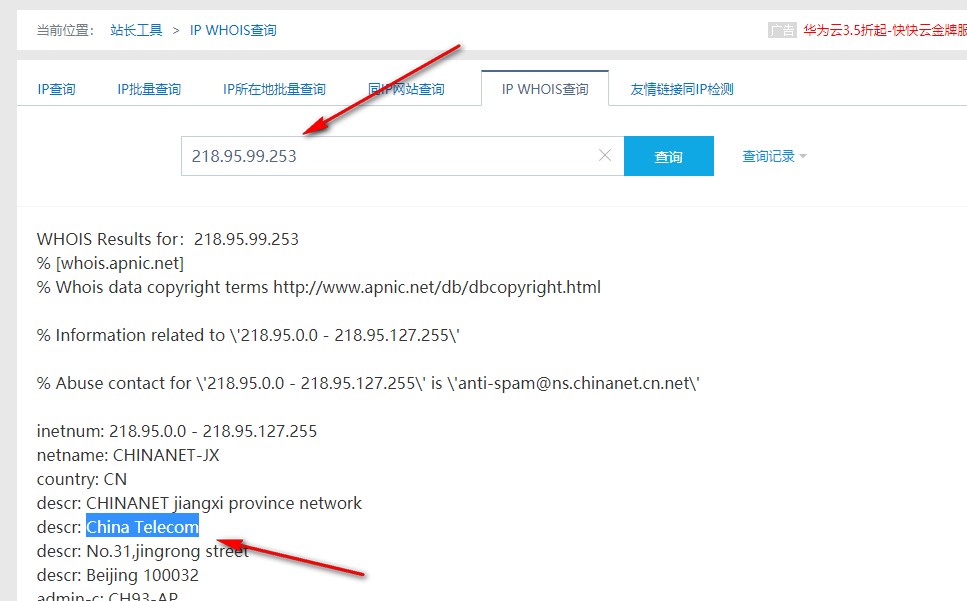 当前位置： 站长工具 > IP WHOIS查询
广告 华为云3.5折起-快快云金牌服
IP查询 IP批量查询 IP所在地批量查询 同IP网站查询 IP WHOIS查询 友情链接同IP检测
218.95.99.253 查询 查询记录
WHOIS Results for：218.95.99.253
% [whois.apnic.net]
% Whois data copyright terms http://www.apnic.net/db/dbcopyright.html
% Information related to \'218.95.0.0 - 218.95.127.255\'
% Abuse contact for \'218.95.0.0 - 218.95.127.255\' is \'anti-spam@ns.chinanet.cn.net\'
inetnum: 218.95.0.0 - 218.95.127.255
netname: CHINANET-JX
country: CN
descr: CHINANET jiangxi province network
descr: China Telecom
descr: No.31,jingrong street
descr: Beijing 100032
admin-c: CH93-AP